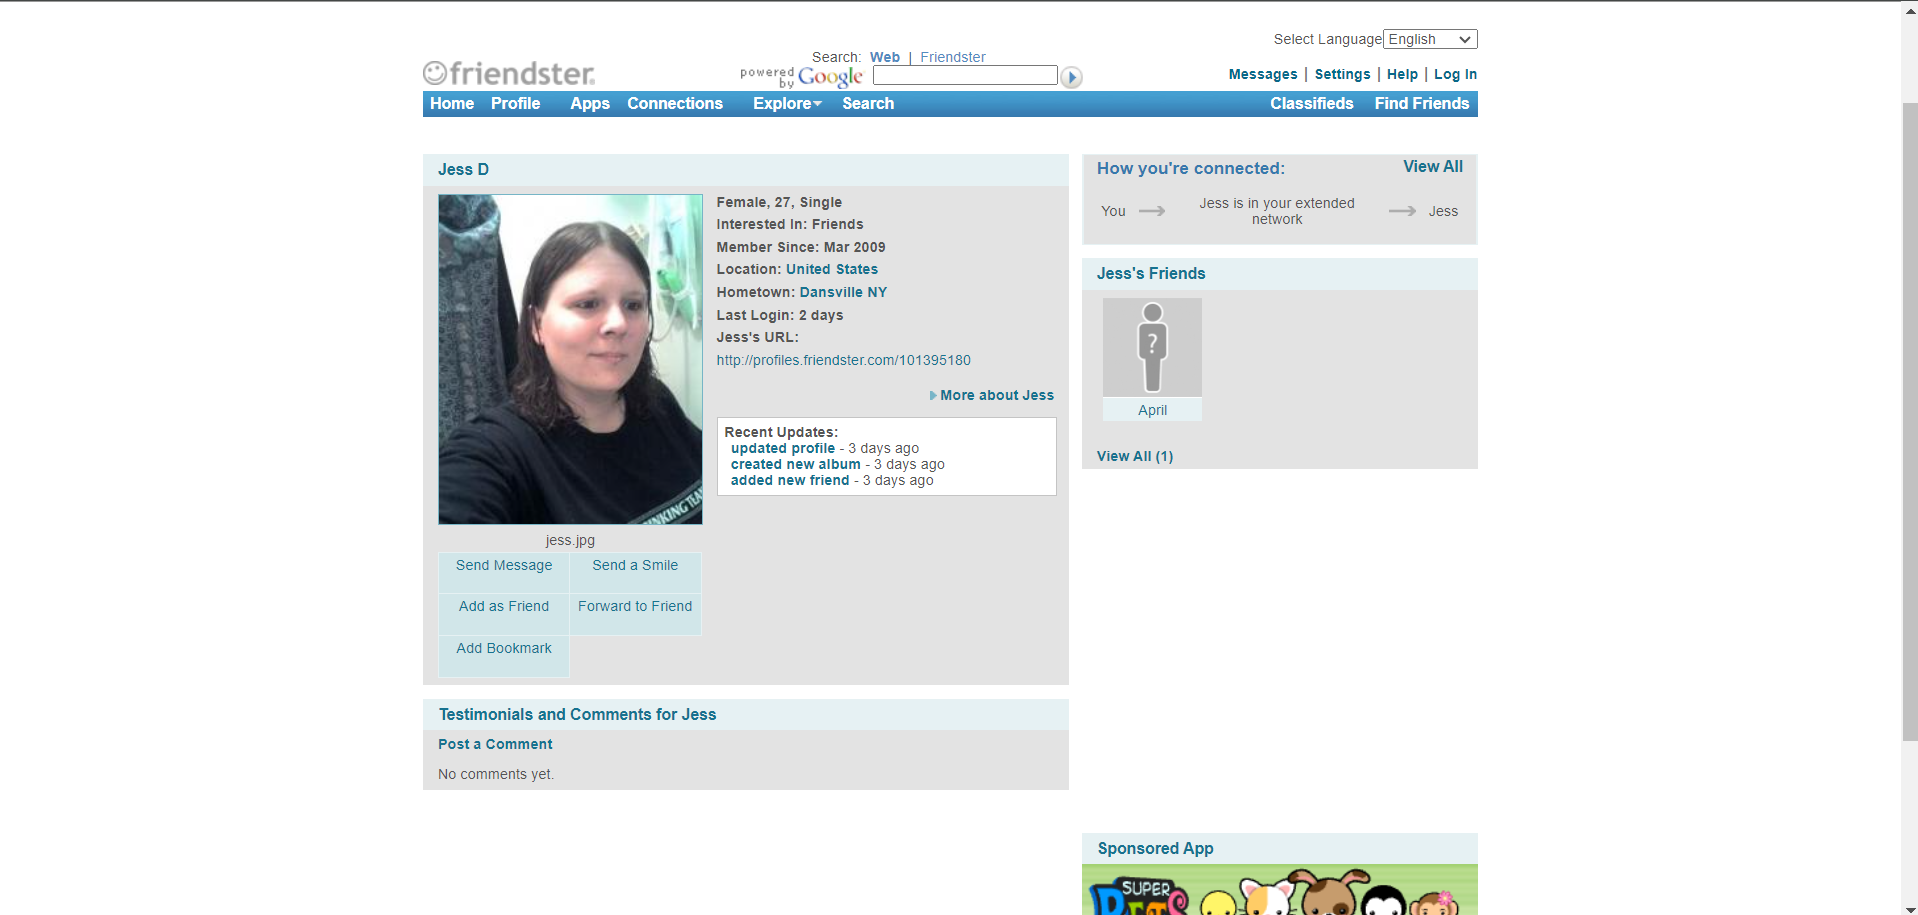 Select Language English
Search: Web | Friendster
friendster.
powered by Google
Messages | Settings | Help | Log In
Home Profile Apps Connections Explore Search Classifieds Find Friends
Jess D
Female, 27, Single
Interested In: Friends
Member Since: Mar 2009
Location: United States
Hometown: Dansville NY
Last Login: 2 days
Jess's URL:
http://profiles.friendster.com/101395180
More about Jess
Recent Updates:
updated profile - 3 days ago
created new album - 3 days ago
added new friend - 3 days ago
INKING TEA
jess.jpg
Send Message Send a Smile
Add as Friend Forward to Friend
Add Bookmark
Testimonials and Comments for Jess
Post a Comment
No comments yet.
How you're connected: View All
You Jess is in your extended Jess
network
Jess's Friends
?
April
View All (1)
Sponsored App
SUPER
PETS